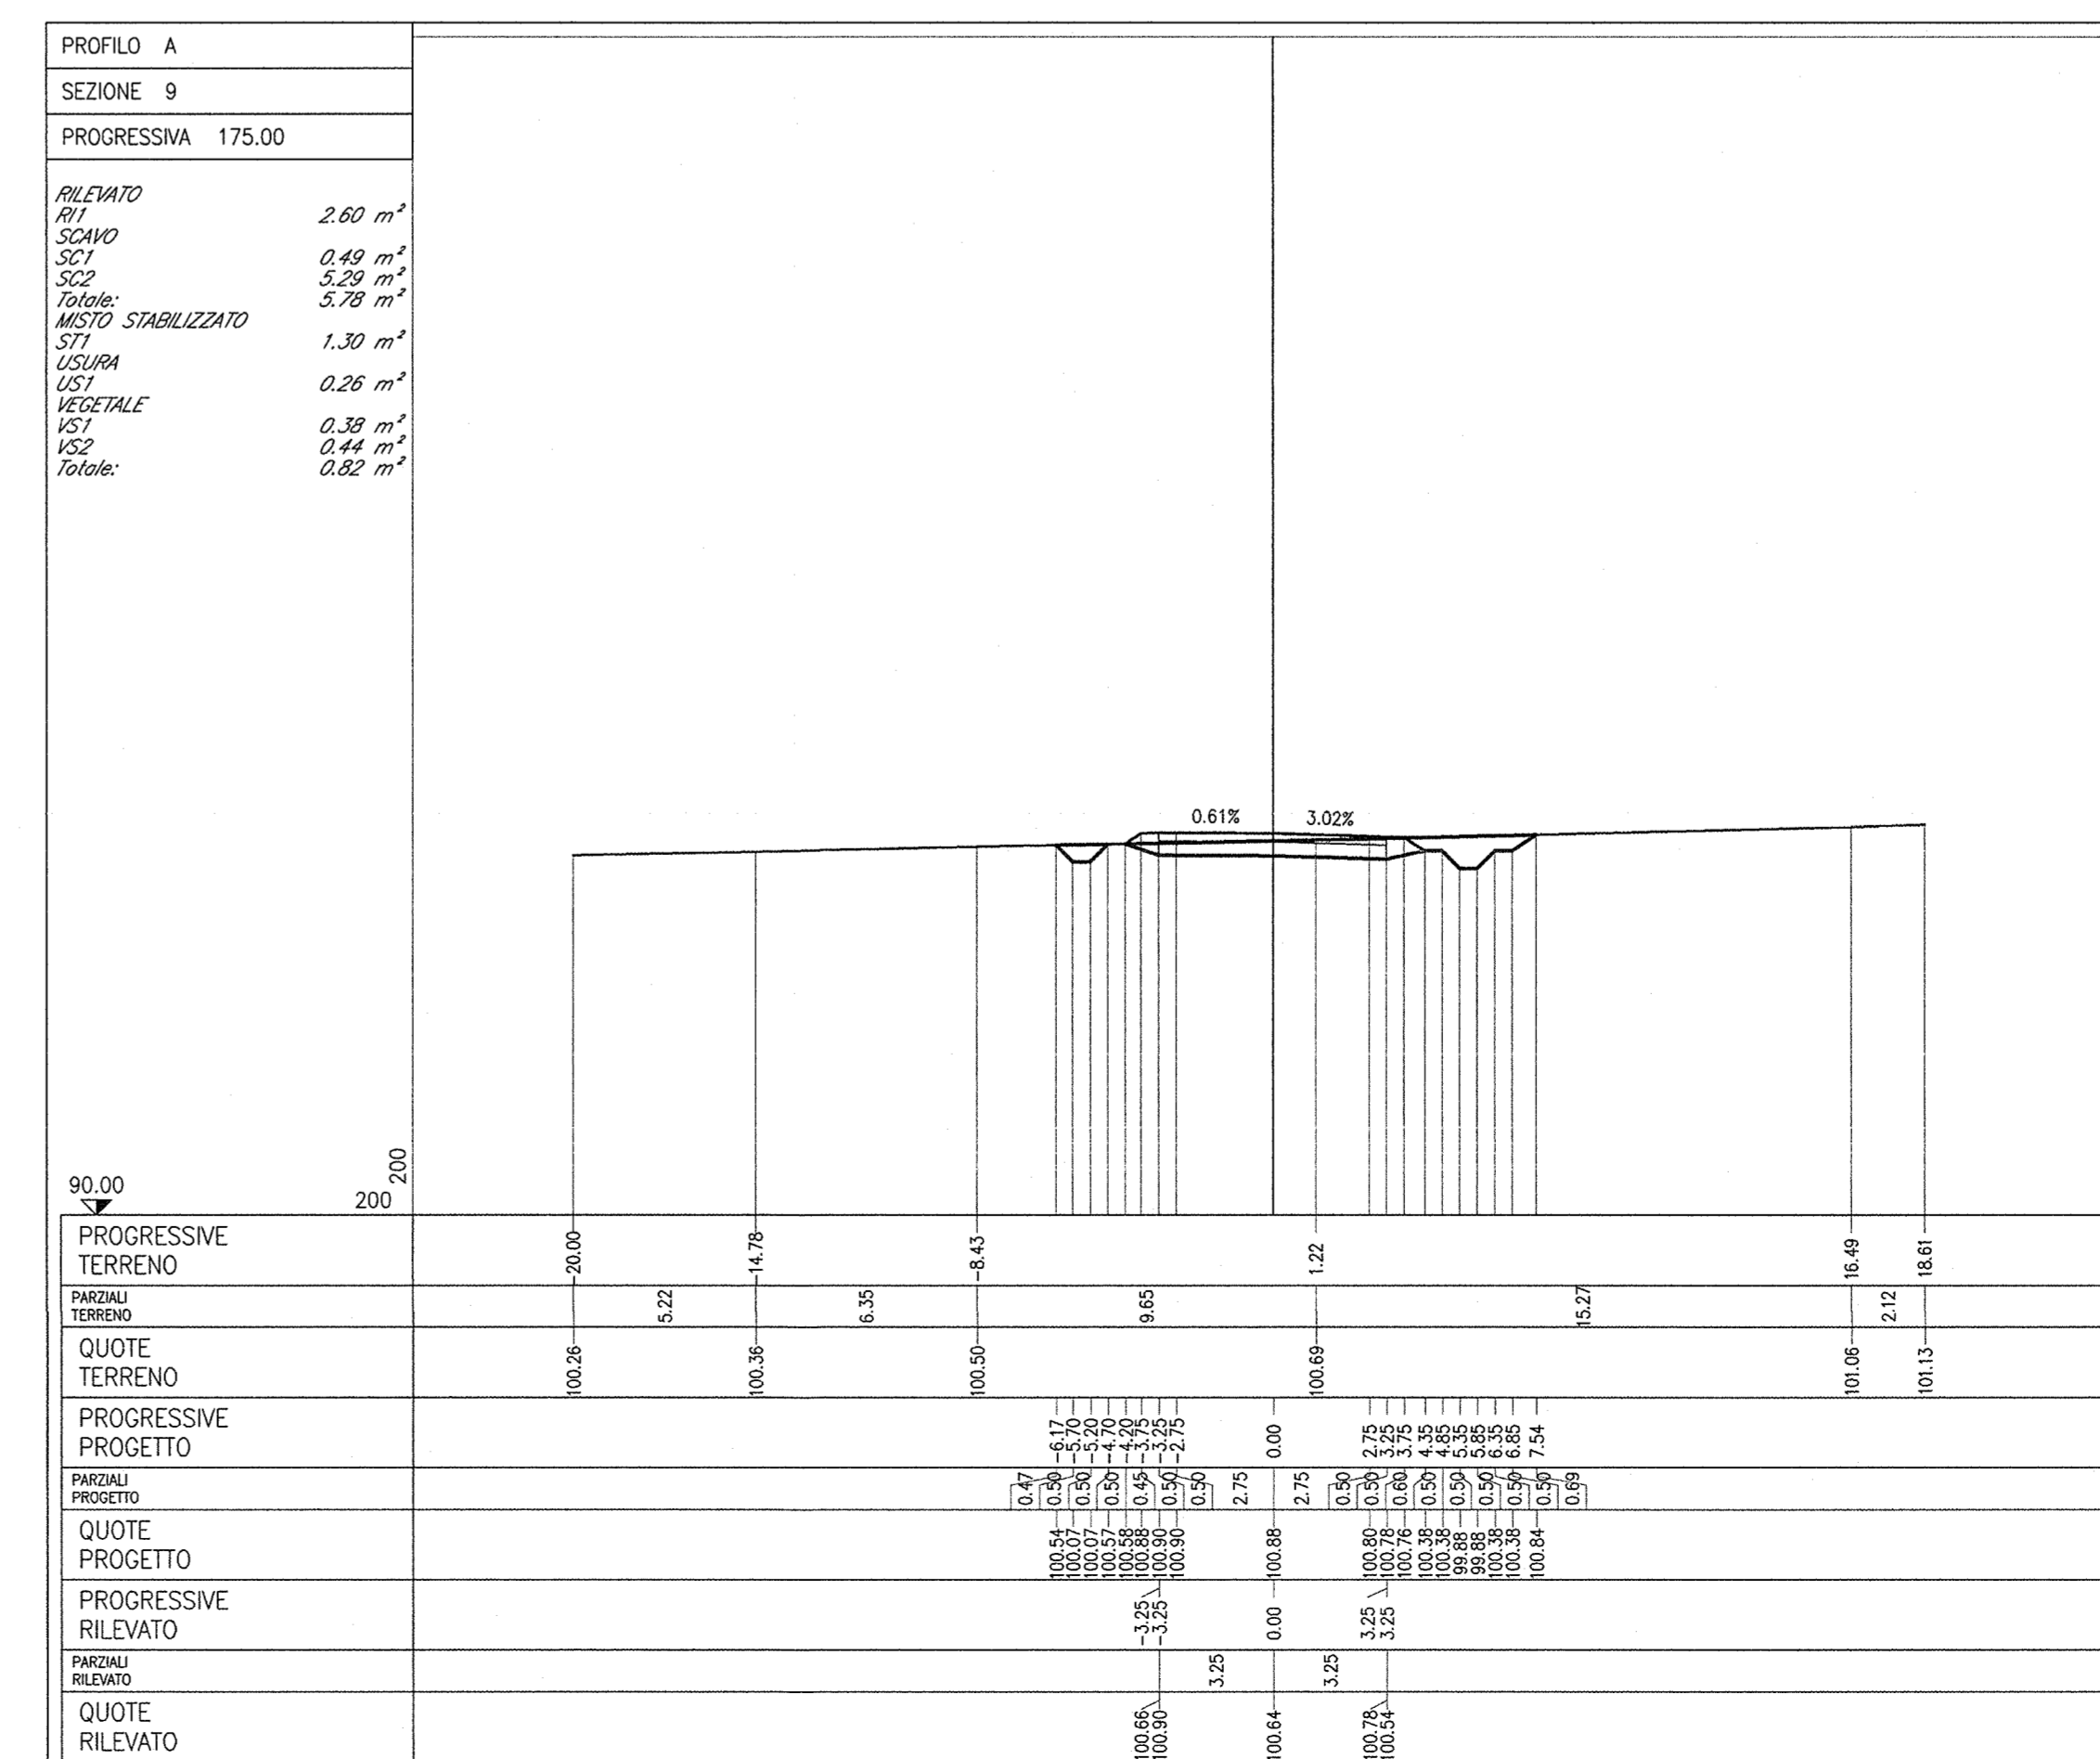 PROFILO A
SEZIONE 9
PROGRESSIVA 175.00
RILEVATO
RI1 2.60 m²
SCAVO
SC1 0.49 m²
SC2 5.29 m²
Totale: 5.78 m²
MISTO STABILIZZATO
ST1 1.30 m²
USURA
US1 0.26 m²
VEGETALE
VS1 0.38 m²
VS2 0.44 m²
Totale: 0.82 m²
0.61% 3.02%
90.00
200
200
PROGRESSIVE
TERRENO
-20.00 -14.78 -8.43 1.22 16.49 18.61
PARZIALI
TERRENO
5.22 6.35 9.65 15.27 2.12
QUOTE
TERRENO
100.26 100.36 100.50 100.69 101.06 101.13
PROGRESSIVE
PROGETTO
-6.17 -5.70 -5.20 -4.70 -4.20 -3.75 -3.25 -2.75 0.00 2.75 3.25 3.75 4.35 4.85 5.35 5.85 6.35 6.85 7.54
PARZIALI
PROGETTO
0.47 0.50 0.50 0.50 0.45 0.50 0.50 2.75 2.75 0.50 0.50 0.60 0.50 0.50 0.50 0.50 0.50 0.69
QUOTE
PROGETTO
100.54 100.07 100.07 100.57 100.58 100.88 100.90 100.90 100.88 100.80 100.78 100.76 100.38 100.38 99.88 99.88 100.38 100.38 100.84
PROGRESSIVE
RILEVATO
-3.25 -3.25 0.00 3.25 3.25
PARZIALI
RILEVATO
3.25 3.25
QUOTE
RILEVATO
100.66 100.90 100.64 100.78 100.54